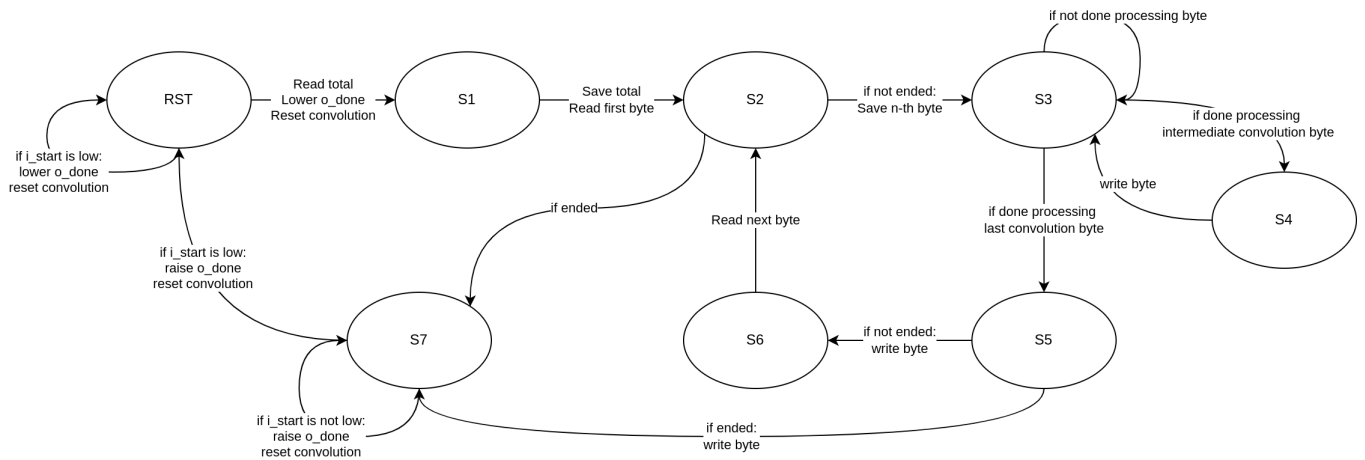 if not done processing byte
RST
Read total
Lower o_done
Reset convolution
S1
Save total
Read first byte
S2
if not ended:
Save n-th byte
S3
if done processing
intermediate convolution byte
if i_start is low:
lower o_done
reset convolution
write byte
if ended
Read next byte
if done processing
last convolution byte
S4
if i_start is low:
raise o_done
reset convolution
S7
S6
if not ended:
write byte
S5
if i_start is not low:
raise o_done
reset convolution
if ended:
write byte